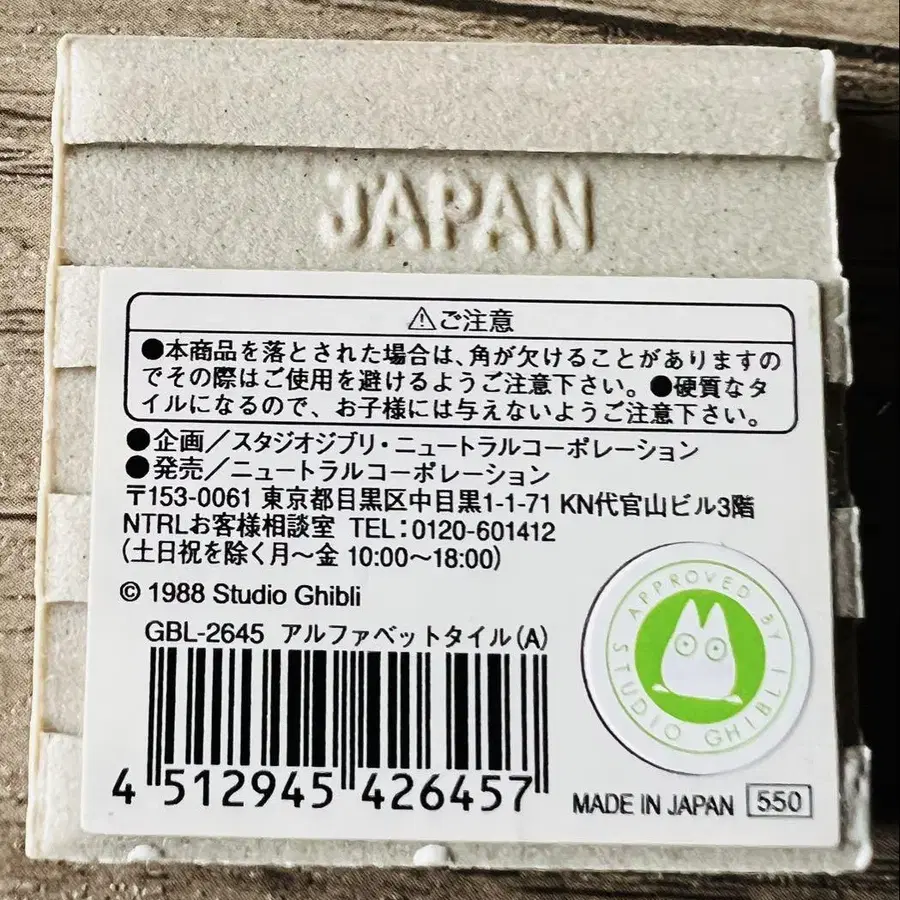 JAPAN
⚠ご注意
●本商品を落とされた場合は、角が欠けることがありますの
でその際はご使用を避けるようご注意下さい。●硬質なタ
イルになるので、お子様には与えないようご注意下さい。
●企画／スタジオジブリ・ニュートラルコーポレーション
●発売／ニュートラルコーポレーション
〒153-0061 東京都目黒区中目黒1-1-71 KN代官山ビル3階
NTRLお客様相談室 TEL：0120-601412
(土日祝を除く月～金 10:00～18:00)
© 1988 Studio Ghibli
GBL-2645 アルファベットタイル(A)
4 512945 426457
APPROVED BY
STUDIO GHIBLI
MADE IN JAPAN 550